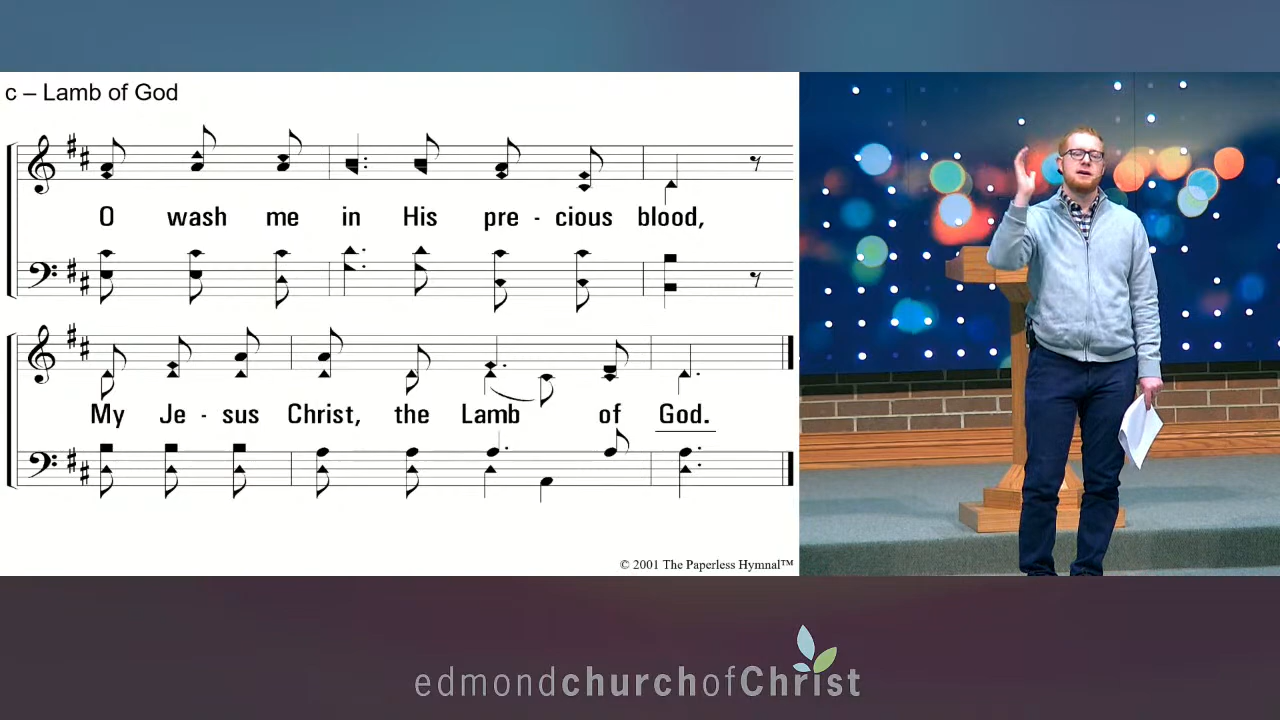 c – Lamb of God
O wash me in His pre - cious blood,
My Je - sus Christ, the Lamb of God.
© 2001 The Paperless Hymnal™
edmondchurchofChrist